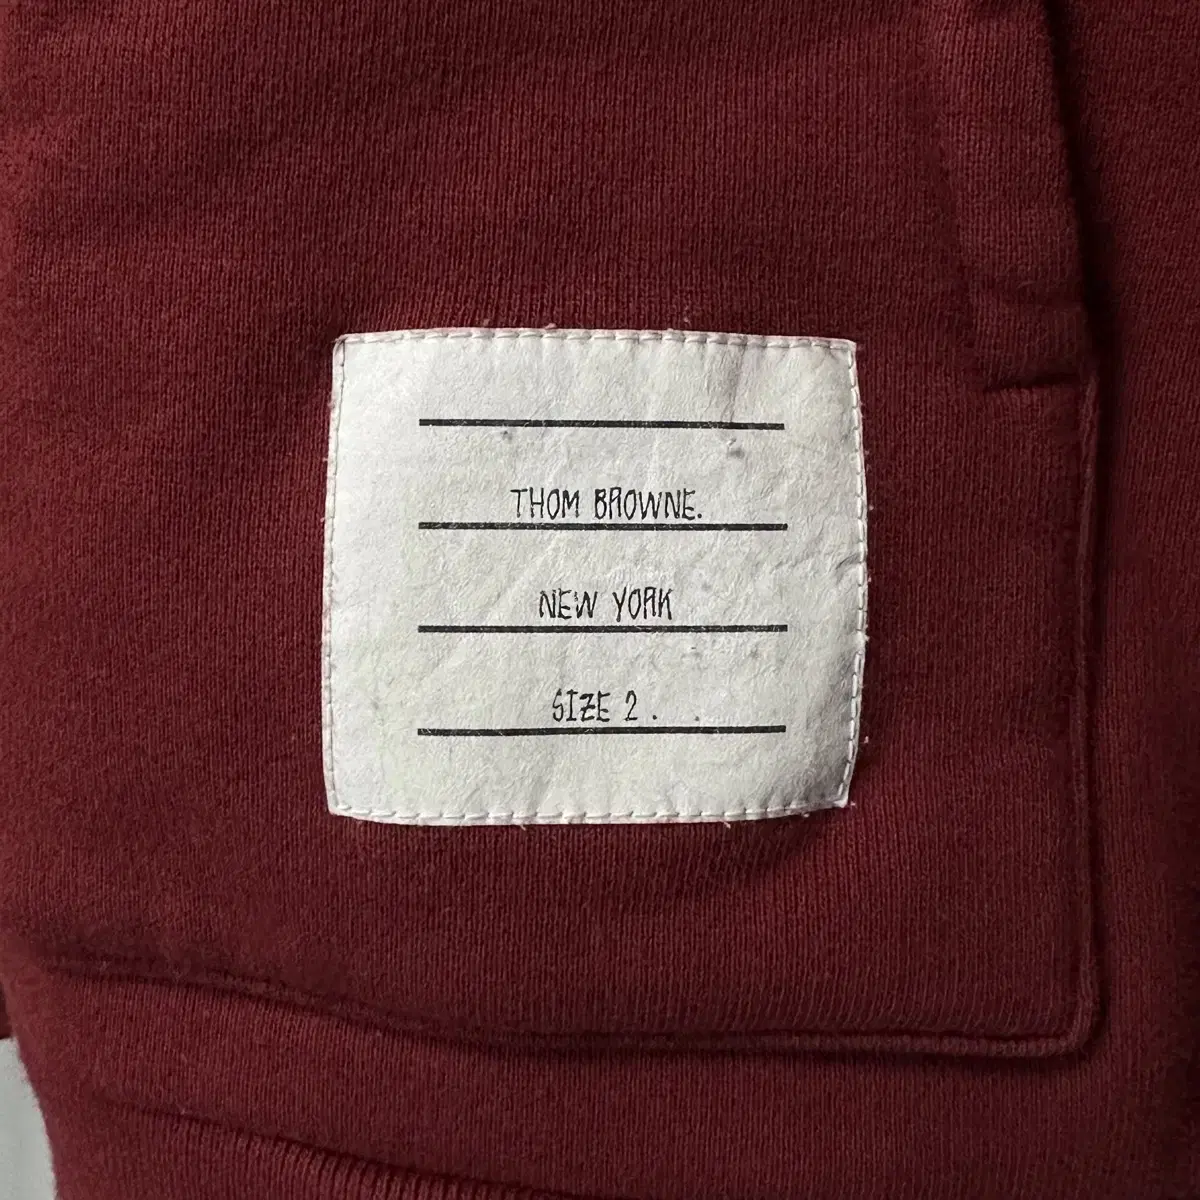 THOM BROWNE.
NEW YORK
SIZE 2 .